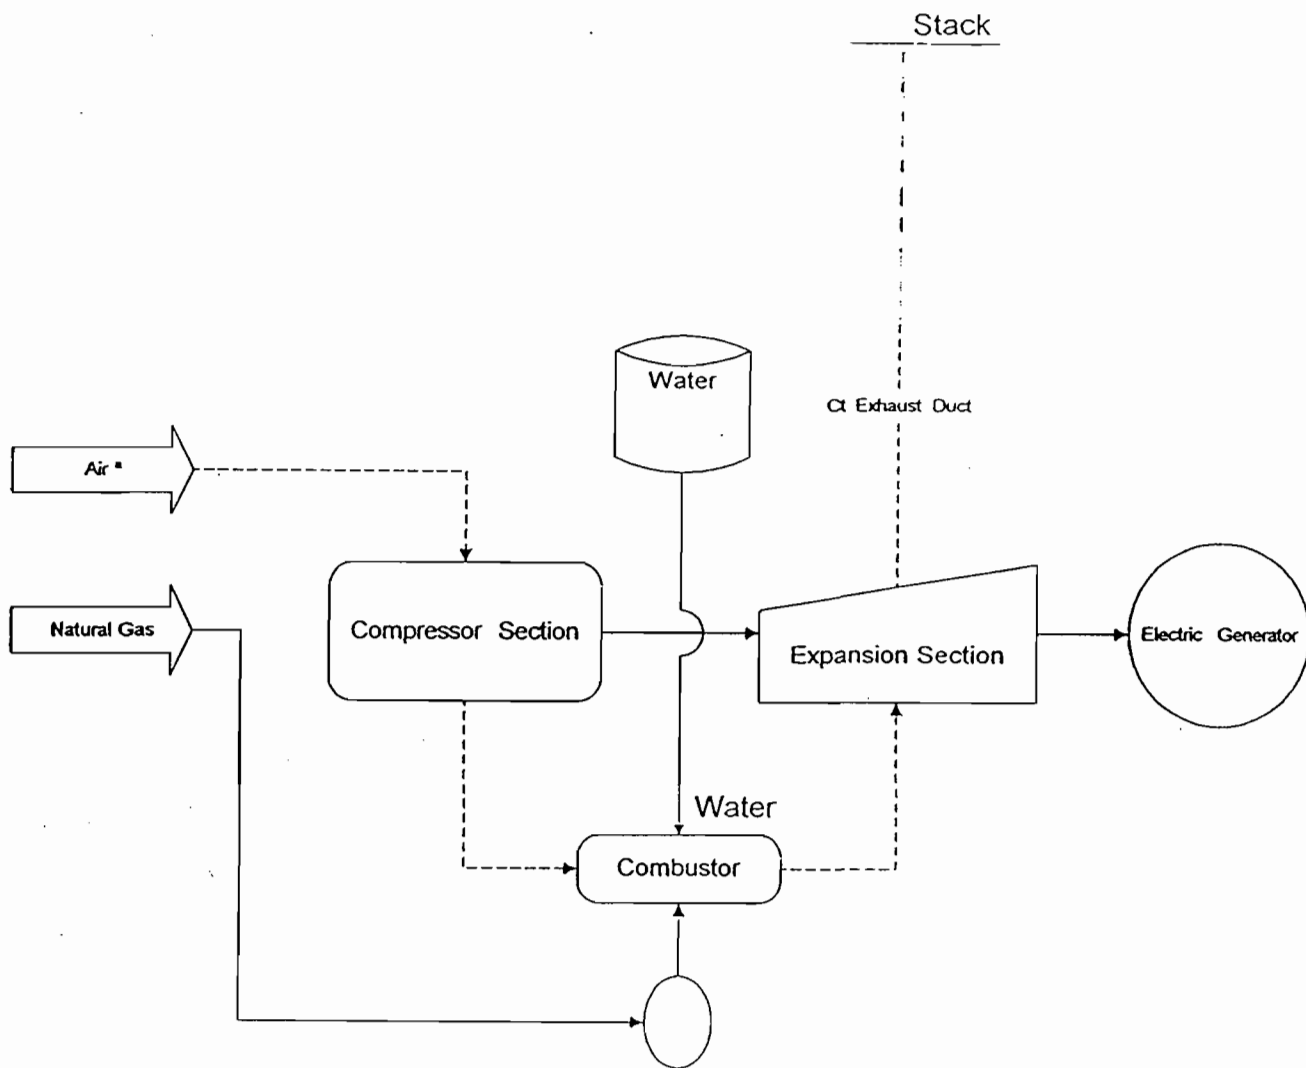 Stack
Water
Ct Exhaust Duct
Air *
Natural Gas
Compressor Section
Expansion Section
Electric Generator
Water
Combustor